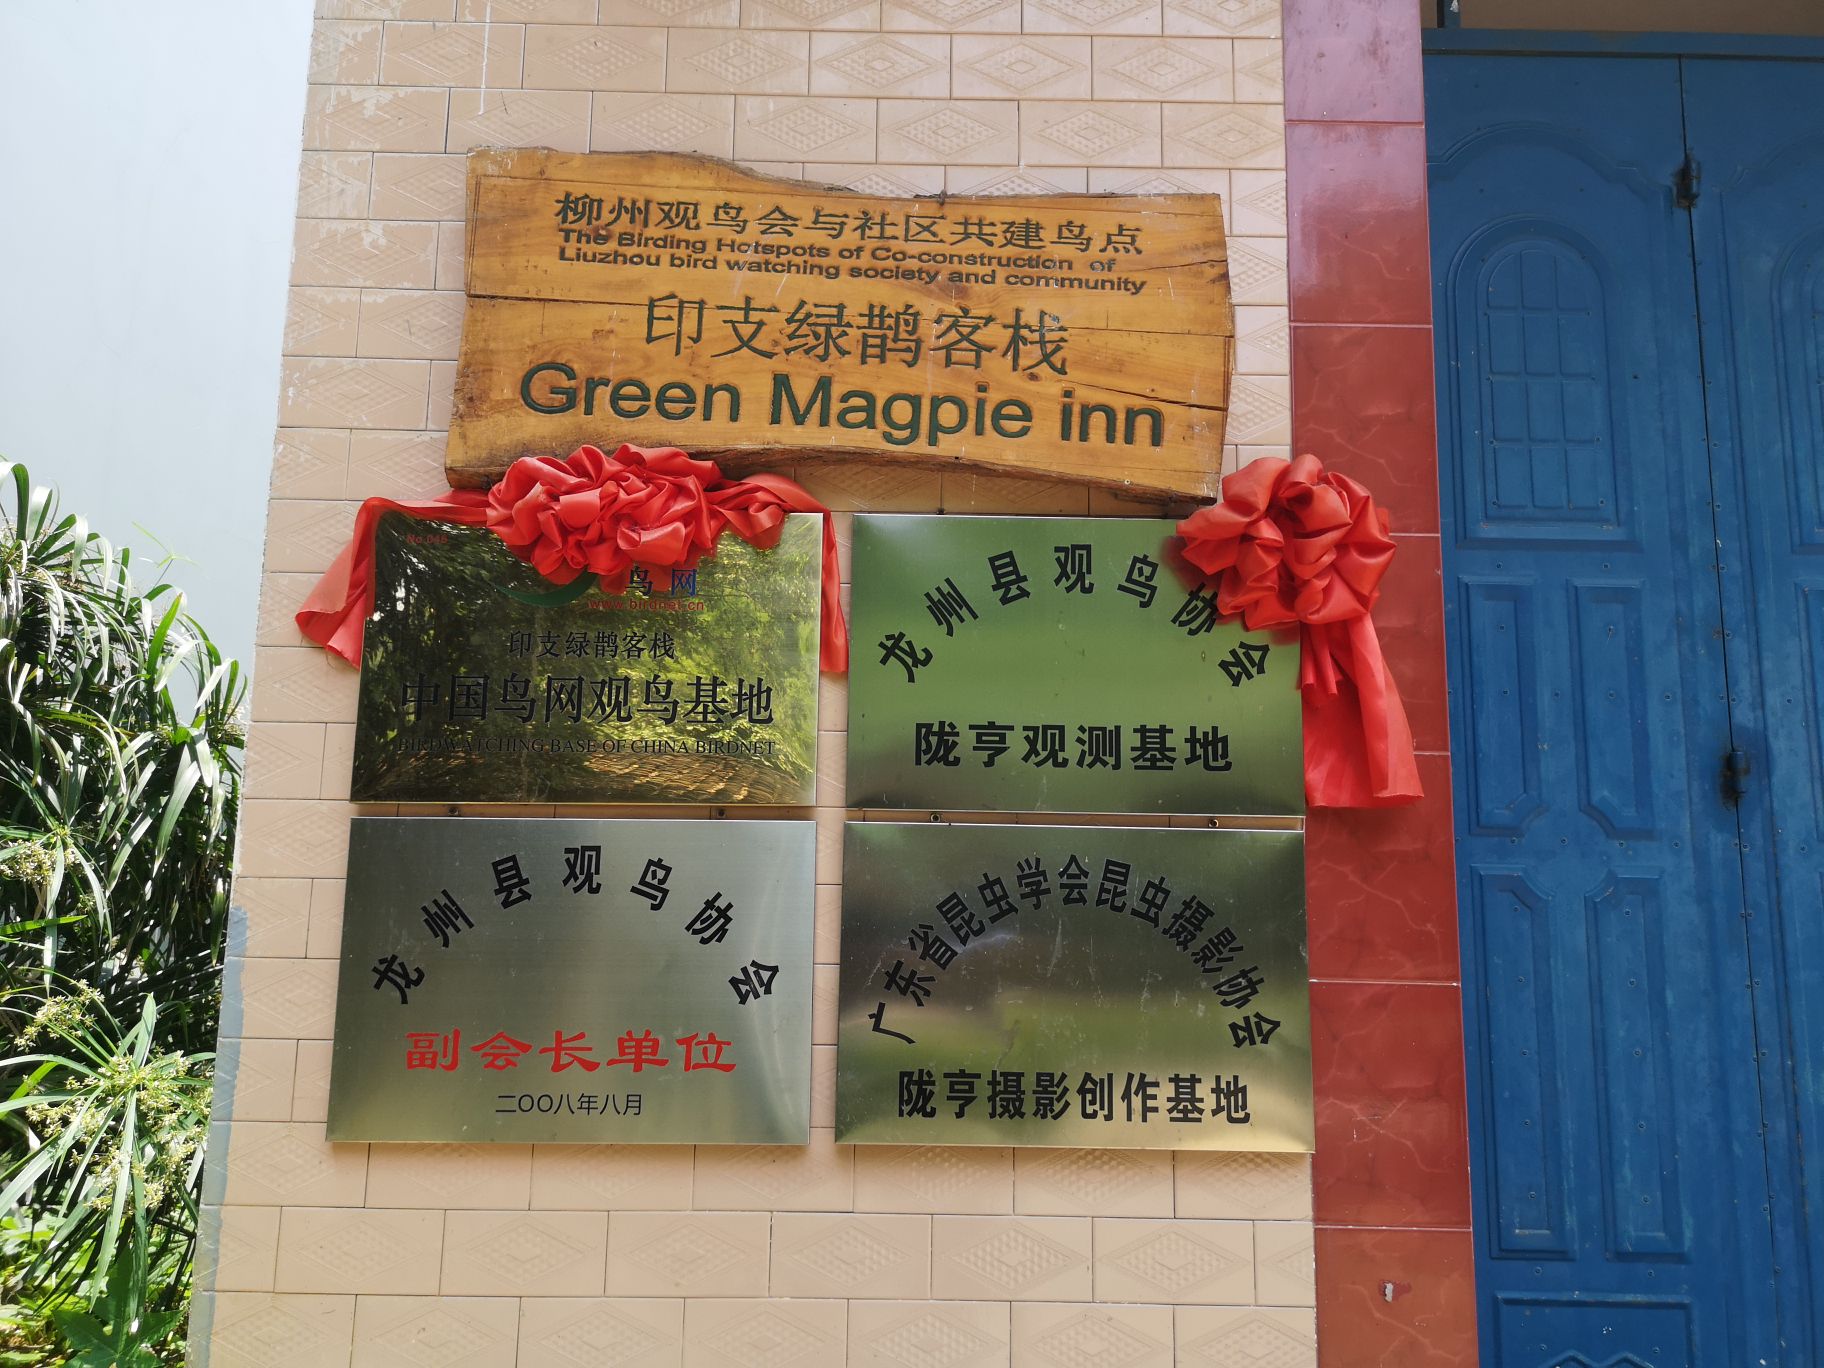 柳州观鸟会与社区共建鸟点
The Birding Hotspots of Co-construction of
Liuzhou bird watching society and community
印支绿鹊客栈
Green Magpie inn
No.046
鸟网
www.birdnet.cn
印支绿鹊客栈
中国鸟网观鸟基地
BIRDWATCHING BASE OF CHINA BIRDNET
龙州县观鸟协会
陇亨观测基地
龙州县观鸟协会
副会长单位
二OO八年八月
广东省昆虫学会昆虫摄影协会
陇亨摄影创作基地